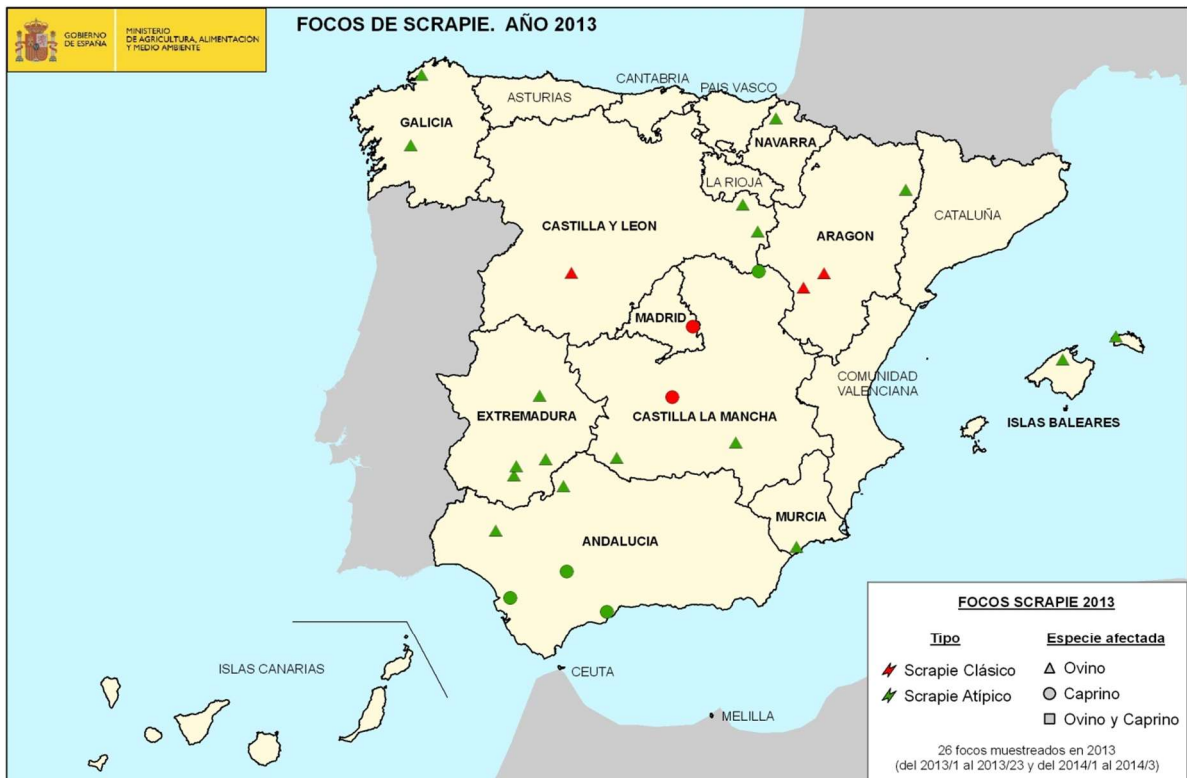 GOBIERNO
DE ESPAÑA
MINISTERIO
DE AGRICULTURA, ALIMENTACIÓN
Y MEDIO AMBIENTE
FOCOS DE SCRAPIE. AÑO 2013
CANTABRIA
PAIS VASCO
ASTURIAS
GALICIA
NAVARRA
LA RIOJA
CATALUÑA
CASTILLA Y LEON
ARAGON
MADRID
COMUNIDAD
VALENCIANA
EXTREMADURA
CASTILLA LA MANCHA
ISLAS BALEARES
MURCIA
ANDALUCIA
ISLAS CANARIAS
CEUTA
MELILLA
FOCOS SCRAPIE 2013
Tipo
Especie afectada
Scrapie Clásico
Ovino
Scrapie Atípico
Caprino
Ovino y Caprino
26 focos muestreados en 2013
(del 2013/1 al 2013/23 y del 2014/1 al 2014/3)